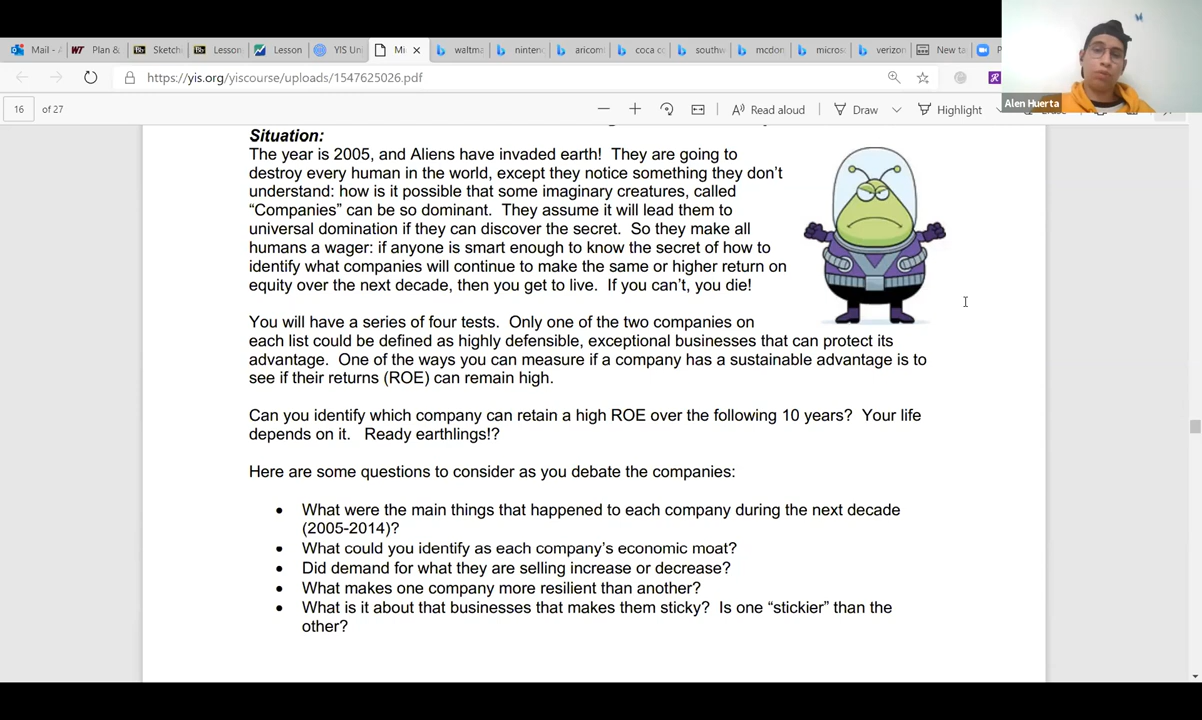 Mail -
WT Plan &
BB Sketch
BB Lesson
Lesson
YIS Un
Mi
waltm
ninten
aricom
coca c
southw
mcdon
micros
verizon
New ta
https://yis.org/yiscourse/uploads/1547625026.pdf
Alen Huerta
16 of 27
Read aloud
Draw
Highlight
Situation:
The year is 2005, and Aliens have invaded earth! They are going to
destroy every human in the world, except they notice something they don't
understand: how is it possible that some imaginary creatures, called
“Companies” can be so dominant. They assume it will lead them to
universal domination if they can discover the secret. So they make all
humans a wager: if anyone is smart enough to know the secret of how to
identify what companies will continue to make the same or higher return on
equity over the next decade, then you get to live. If you can't, you die!
You will have a series of four tests. Only one of the two companies on
each list could be defined as highly defensible, exceptional businesses that can protect its
advantage. One of the ways you can measure if a company has a sustainable advantage is to
see if their returns (ROE) can remain high.
Can you identify which company can retain a high ROE over the following 10 years? Your life
depends on it. Ready earthlings!?
Here are some questions to consider as you debate the companies:
• What were the main things that happened to each company during the next decade
(2005-2014)?
• What could you identify as each company's economic moat?
• Did demand for what they are selling increase or decrease?
• What makes one company more resilient than another?
• What is it about that businesses that makes them sticky? Is one “stickier” than the
other?